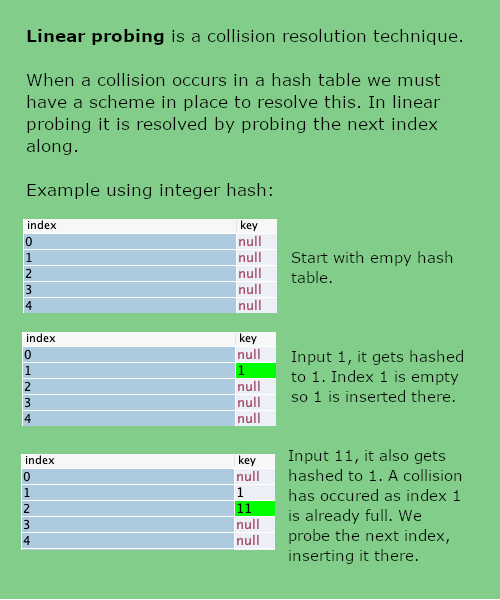 Linear probing is a collision resolution technique.
When a collision occurs in a hash table we must
have a scheme in place to resolve this. In linear
probing it is resolved by probing the next index
along.
Example using integer hash:
index key
0 null
1 null
2 null
3 null
4 null
Start with empy hash
table.
index key
0 null
1 1
2 null
3 null
4 null
Input 1, it gets hashed
to 1. Index 1 is empty
so 1 is inserted there.
index key
0 null
1 1
2 11
3 null
4 null
Input 11, it also gets
hashed to 1. A collision
has occured as index 1
is already full. We
probe the next index,
inserting it there.